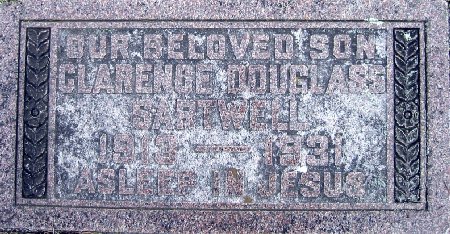 OUR BELOVED SON
CLARENCE DOUGLASS
SARTWELL
1913 — 1931
ASLEEP IN JESUS